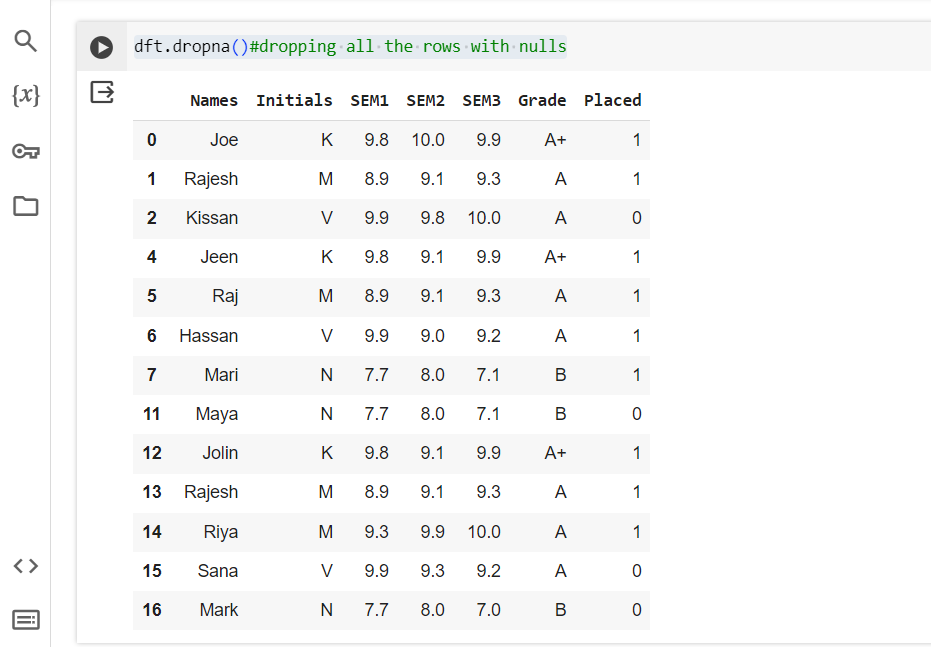 dft.dropna()#dropping all the rows with nulls
{x}
Names Initials SEM1 SEM2 SEM3 Grade Placed
0 Joe K 9.8 10.0 9.9 A+ 1
1 Rajesh M 8.9 9.1 9.3 A 1
2 Kissan V 9.9 9.8 10.0 A 0
4 Jeen K 9.8 9.1 9.9 A+ 1
5 Raj M 8.9 9.1 9.3 A 1
6 Hassan V 9.9 9.0 9.2 A 1
7 Mari N 7.7 8.0 7.1 B 1
11 Maya N 7.7 8.0 7.1 B 0
12 Jolin K 9.8 9.1 9.9 A+ 1
13 Rajesh M 8.9 9.1 9.3 A 1
14 Riya M 9.3 9.9 10.0 A 1
15 Sana V 9.9 9.3 9.2 A 0
16 Mark N 7.7 8.0 7.0 B 0